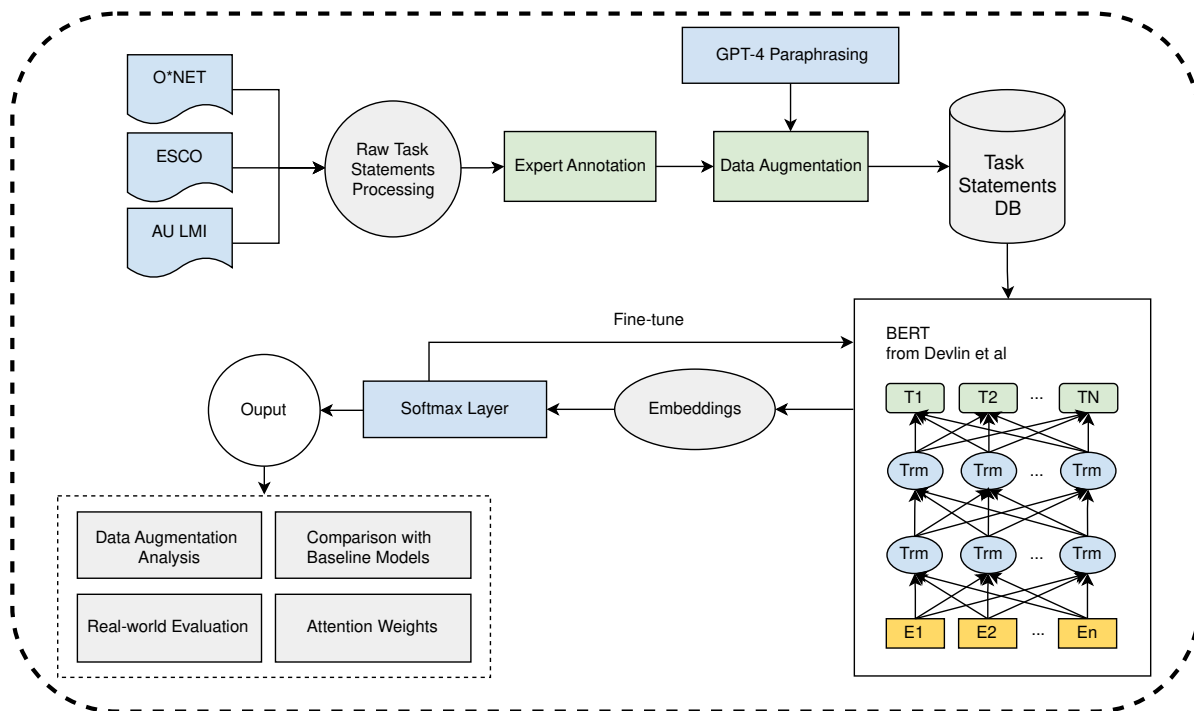 GPT-4 Paraphrasing
O*NET
ESCO
AU LMI
Raw Task
Statements
Processing
Expert Annotation
Data Augmentation
Task
Statements
DB
Fine-tune
BERT
from Devlin et al
Ouput
Softmax Layer
Embeddings
T1 T2 ... TN
Trm Trm ... Trm
Trm Trm ... Trm
E1 E2 ... En
Data Augmentation
Analysis
Comparison with
Baseline Models
Real-world Evaluation
Attention Weights